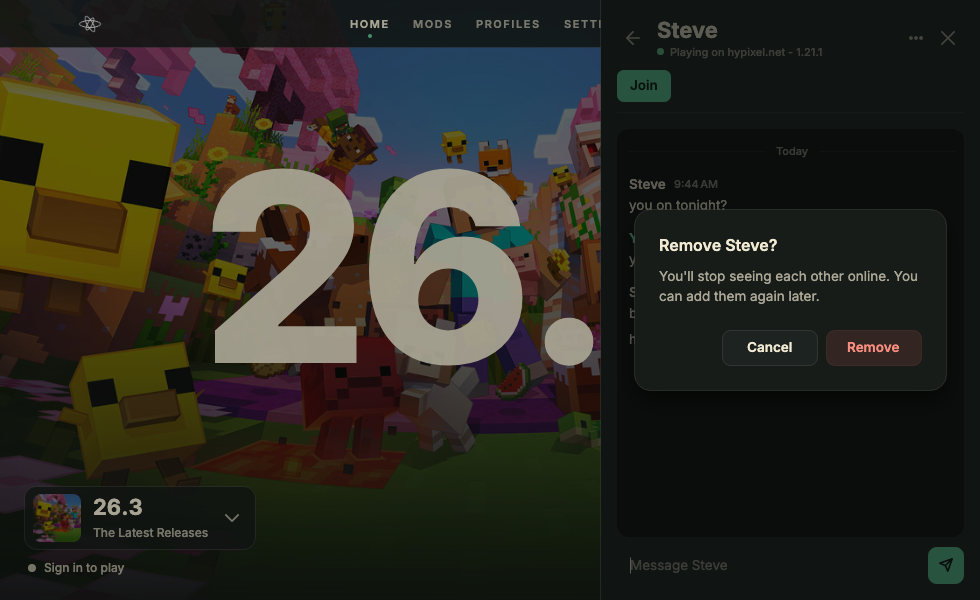 HOME MODS PROFILES SETTI
Steve
Playing on hypixel.net - 1.21.1
Join
Today
Steve 9:44 AM
you on tonight?
Remove Steve?
You'll stop seeing each other online. You
can add them again later.
Cancel Remove
26.
26.3
The Latest Releases
Sign in to play
Message Steve